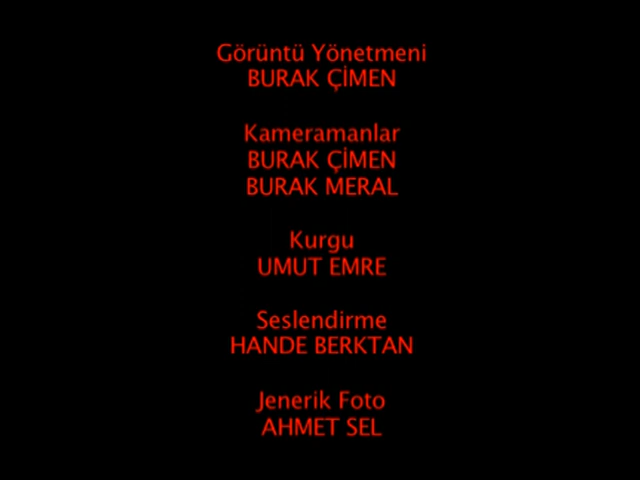 Görüntü Yönetmeni
BURAK ÇİMEN
Kameramanlar
BURAK ÇİMEN
BURAK MERAL
Kurgu
UMUT EMRE
Seslendirme
HANDE BERKTAN
Jenerik Foto
AHMET SEL